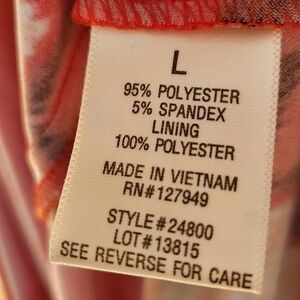 L
95% POLYESTER
5% SPANDEX
LINING
100% POLYESTER
MADE IN VIETNAM
RN#127949
STYLE#24800
LOT#13815
SEE REVERSE FOR CARE